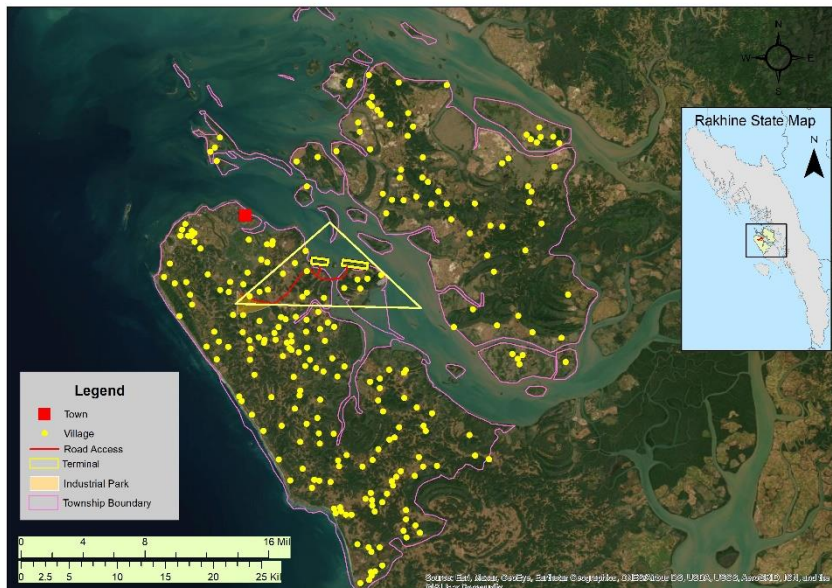 N
W
E
S
Rakhine State Map
N
Legend
Town
Village
Road Access
Terminal
Industrial Park
Township Boundary
0 4 8 16 Mil
0 2.5 5 10 15 20 25 Kil
Source: Esri, Maxar, GeoEye, Earthstar Geographics, CNES/Airbus DS, USDA, USGS, AeroGRID, IGN, and the